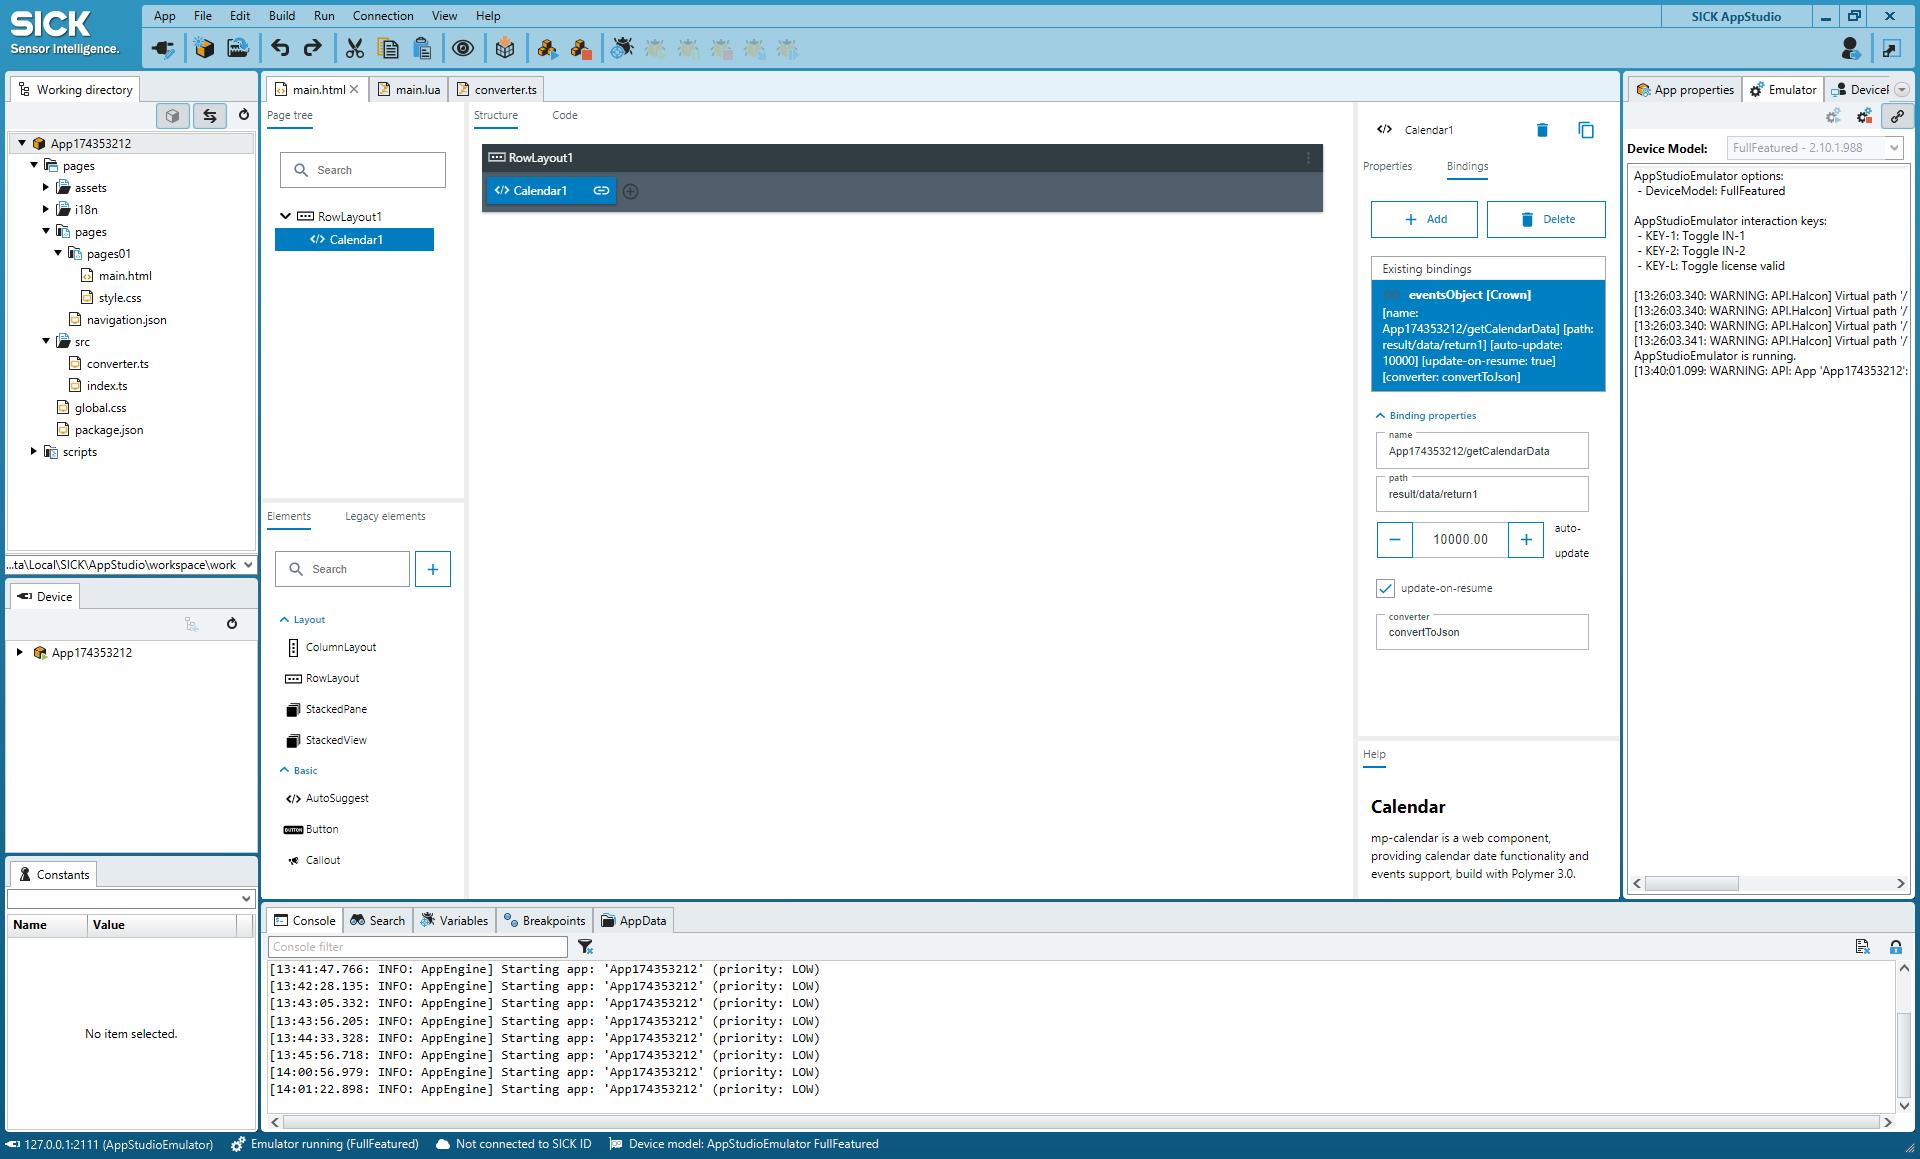 SICK
Sensor Intelligence.
App File Edit Build Run Connection View Help
SICK AppStudio
Working directory
App174353212
pages
assets
i18n
pages
pages01
main.html
style.css
navigation.json
src
converter.ts
index.ts
global.css
package.json
scripts
...ta\Local\SICK\AppStudio\workspace\work
Device
App174353212
Constants
Name Value
No item selected.
main.html main.lua converter.ts
Page tree
Search
RowLayout1
Calendar1
Elements Legacy elements
Search
Layout
ColumnLayout
RowLayout
StackedPane
StackedView
Basic
AutoSuggest
BUTTON Button
Callout
Structure Code
RowLayout1
Calendar1
Calendar1
Properties Bindings
Add Delete
Existing bindings
eventsObject [Crown]
[name:
App174353212/getCalendarData] [path:
result/data/return1] [auto-update:
10000] [update-on-resume: true]
[converter: convertToJson]
Binding properties
name
App174353212/getCalendarData
path
result/data/return1
10000.00
auto-
update
update-on-resume
converter
convertToJson
Help
Calendar
mp-calendar is a web component,
providing calendar date functionality and
events support, build with Polymer 3.0.
App properties Emulator Device
Device Model: FullFeatured - 2.10.1.988
AppStudioEmulator options:
- DeviceModel: FullFeatured
AppStudioEmulator interaction keys:
- KEY-1: Toggle IN-1
- KEY-2: Toggle IN-2
- KEY-L: Toggle license valid
[13:26:03.340: WARNING: API.Halcon] Virtual path '/
[13:26:03.340: WARNING: API.Halcon] Virtual path '/
[13:26:03.340: WARNING: API.Halcon] Virtual path '/
[13:26:03.341: WARNING: API.Halcon] Virtual path '/
AppStudioEmulator is running.
[13:40:01.099: WARNING: API: App 'App174353212':
Console Search Variables Breakpoints AppData
Console filter
[13:41:47.766: INFO: AppEngine] Starting app: 'App174353212' (priority: LOW)
[13:42:28.135: INFO: AppEngine] Starting app: 'App174353212' (priority: LOW)
[13:43:05.332: INFO: AppEngine] Starting app: 'App174353212' (priority: LOW)
[13:43:56.205: INFO: AppEngine] Starting app: 'App174353212' (priority: LOW)
[13:44:33.328: INFO: AppEngine] Starting app: 'App174353212' (priority: LOW)
[13:45:56.718: INFO: AppEngine] Starting app: 'App174353212' (priority: LOW)
[14:00:56.979: INFO: AppEngine] Starting app: 'App174353212' (priority: LOW)
[14:01:22.898: INFO: AppEngine] Starting app: 'App174353212' (priority: LOW)
127.0.0.1:2111 (AppStudioEmulator) Emulator running (FullFeatured) Not connected to SICK ID Device model: AppStudioEmulator FullFeatured